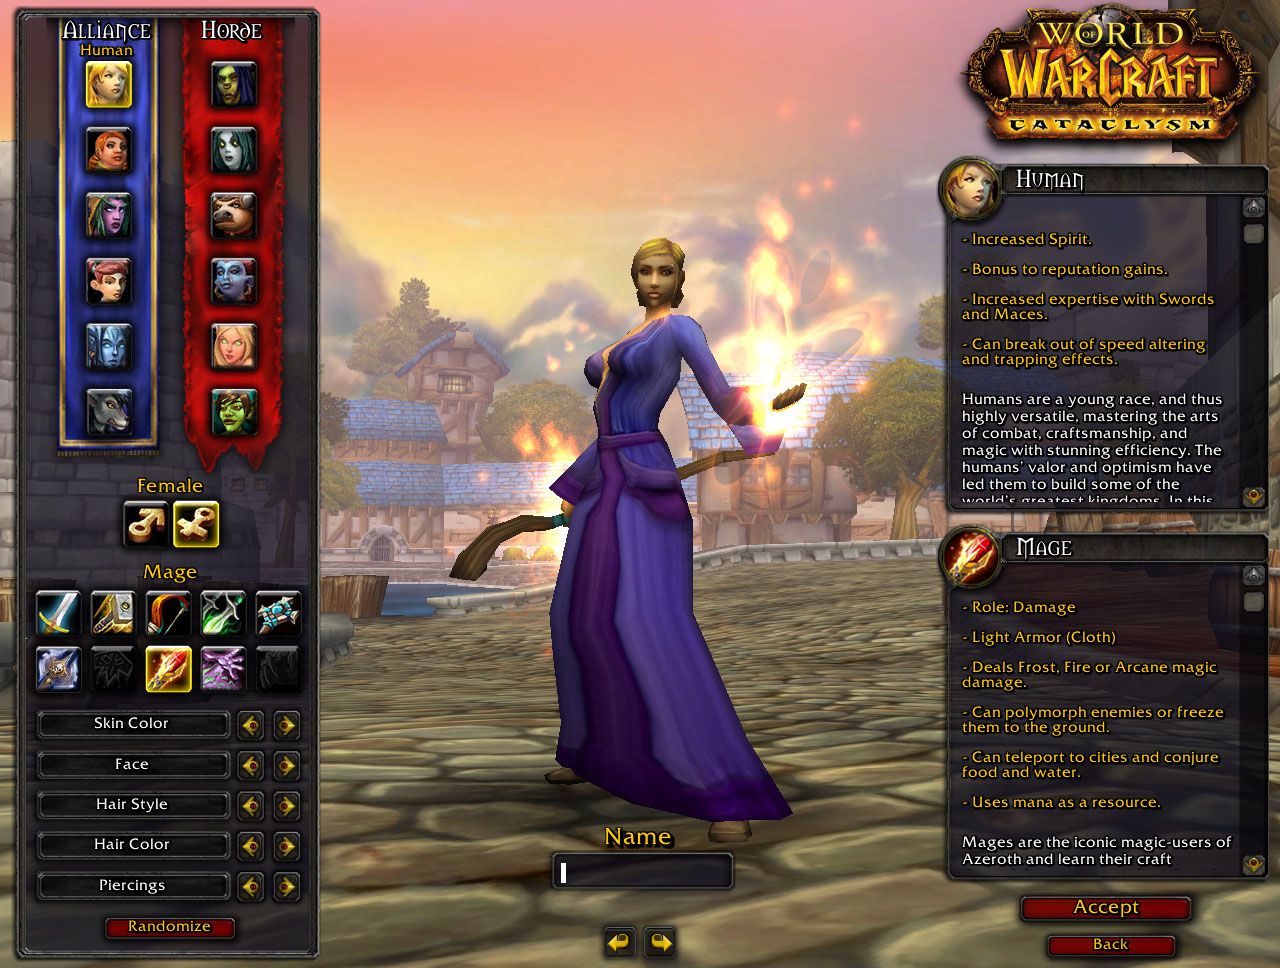 Alliance
Horde
Human
Female
Mage
Skin Color
Face
Hair Style
Hair Color
Piercings
Randomize
Name
World
of
Warcraft
Cataclysm
Human
- Increased Spirit.
- Bonus to reputation gains.
- Increased expertise with Swords
and Maces.
- Can break out of speed altering
and trapping effects.
Humans are a young race, and thus
highly versatile, mastering the arts
of combat, craftsmanship, and
magic with stunning efficiency. The
humans' valor and optimism have
led them to build some of the
world's greatest kingdoms. In this
Mage
- Role: Damage
- Light Armor (Cloth)
- Deals Frost, Fire or Arcane magic
damage.
- Can polymorph enemies or freeze
them to the ground.
- Can teleport to cities and conjure
food and water.
- Uses mana as a resource.
Mages are the iconic magic-users of
Azeroth and learn their craft
Accept
Back